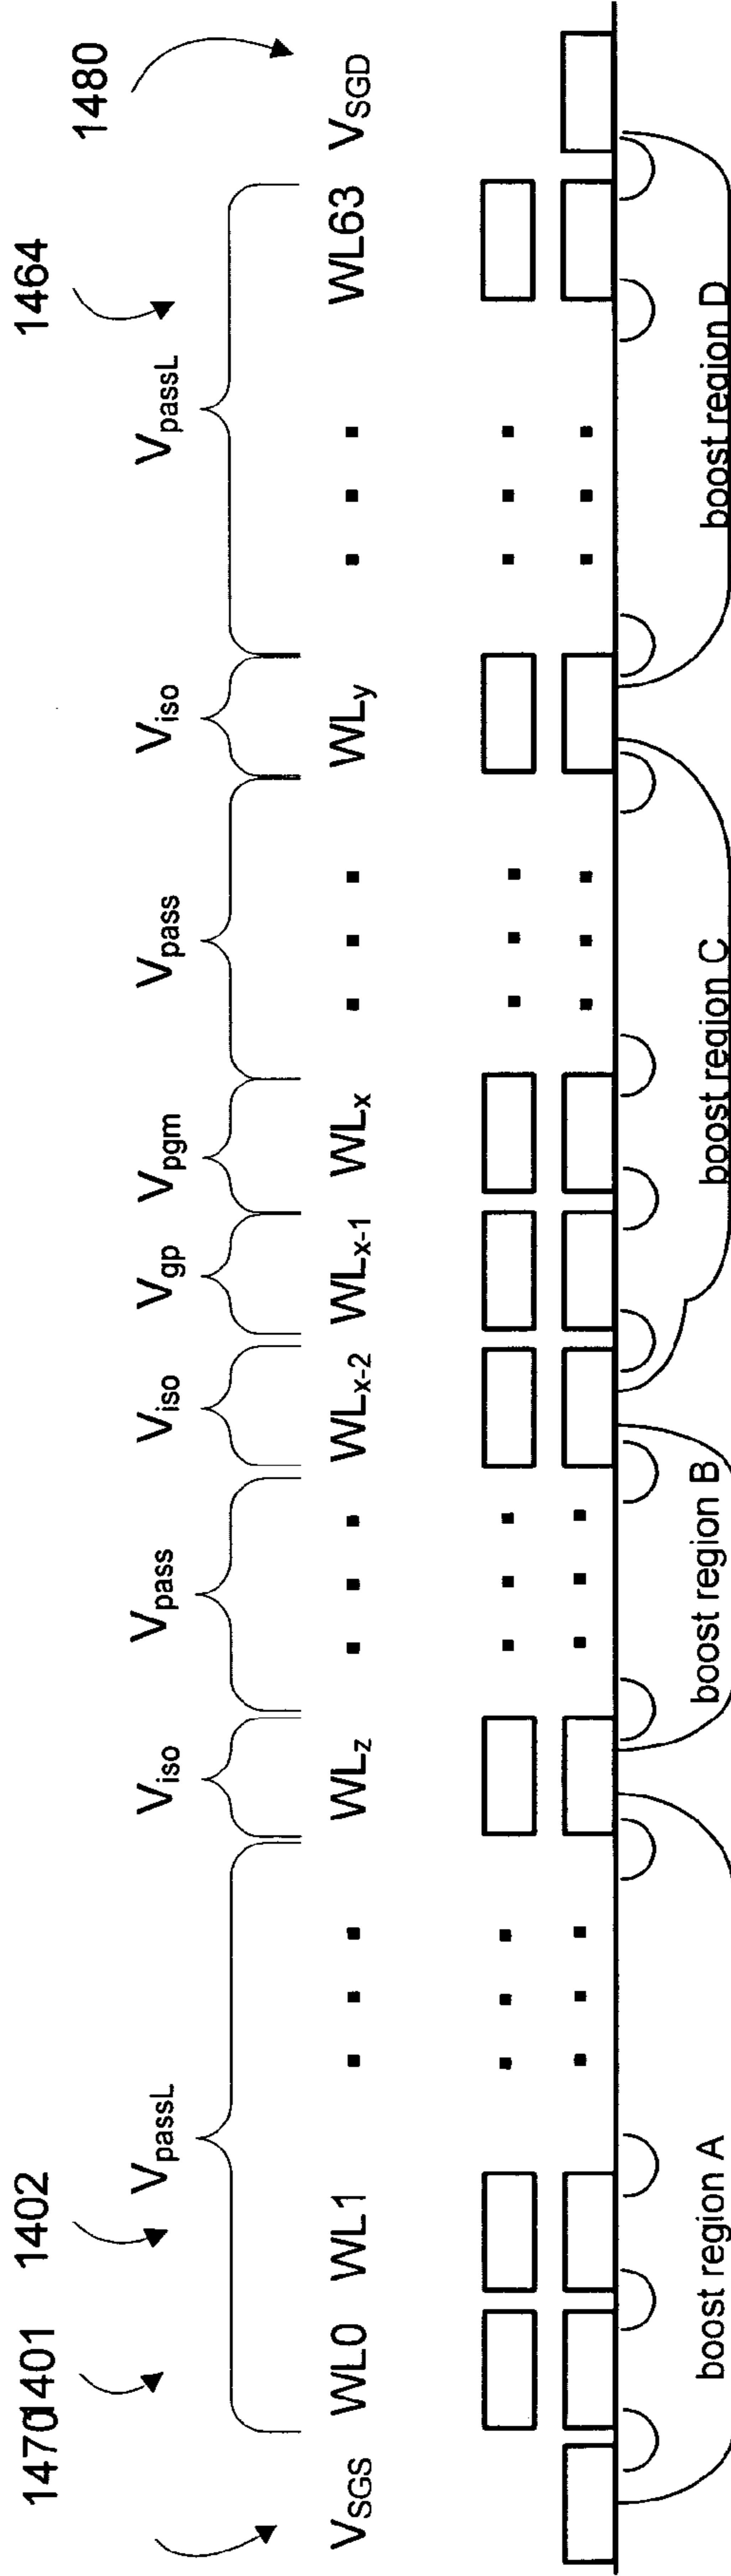 1470 1401 1402 1464 1480
VpassL Viso Vpass Viso Vgp Vpgm Vpass Viso VpassL
VSGS WL0 WL1 WLz WLx-2 WLx-1 WLx WLy WL63 VSGD
boost region A boost region B boost region C boost region D